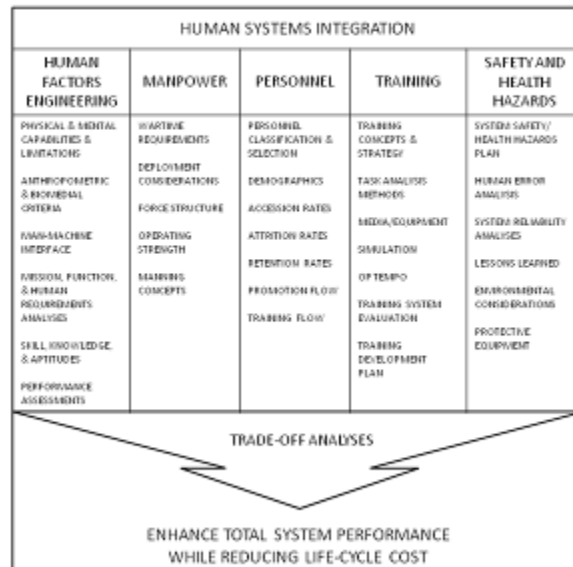 HUMAN SYSTEMS INTEGRATION
HUMAN
FACTORS
ENGINEERING
PHYSICAL & MENTAL
CAPABILITIES &
LIMITATIONS
ANTHROPOMETRIC
& BIOMEDIAL
CRITERIA
MAN-MACHINE
INTERFACE
MISSION, FUNCTION,
& HUMAN
REQUIREMENTS
ANALYSES
SKILL, KNOWLEDGE,
& APTITUDES
PERFORMANCE
ASSESSMENTS
MANPOWER
WARTIME
REQUIREMENTS
DEPLOYMENT
CONSIDERATIONS
FORCE STRUCTURE
OPERATING
STRENGTH
MANNING
CONCEPTS
PERSONNEL
PERSONNEL
CLASSIFICATION &
SELECTION
DEMOGRAPHICS
ACCESSION RATES
ATTRITION RATES
RETENTION RATES
PROMOTION FLOW
TRAINING FLOW
TRAINING
TRAINING
CONCEPTS &
STRATEGY
TASK ANALYSIS
METHODS
MEDIA/EQUIPMENT
SIMULATION
OP TEMPO
TRAINING SYSTEM
EVALUATION
TRAINING
DEVELOPMENT
PLAN
SAFETY AND
HEALTH
HAZARDS
SYSTEM SAFETY/
HEALTH HAZARDS
PLAN
HUMAN ERROR
ANALYSIS
SYSTEM RELIABILITY
ANALYSES
LESSONS LEARNED
ENVIRONMENTAL
CONSIDERATIONS
PROTECTIVE
EQUIPMENT
TRADE-OFF ANALYSES
ENHANCE TOTAL SYSTEM PERFORMANCE
WHILE REDUCING LIFE-CYCLE COST